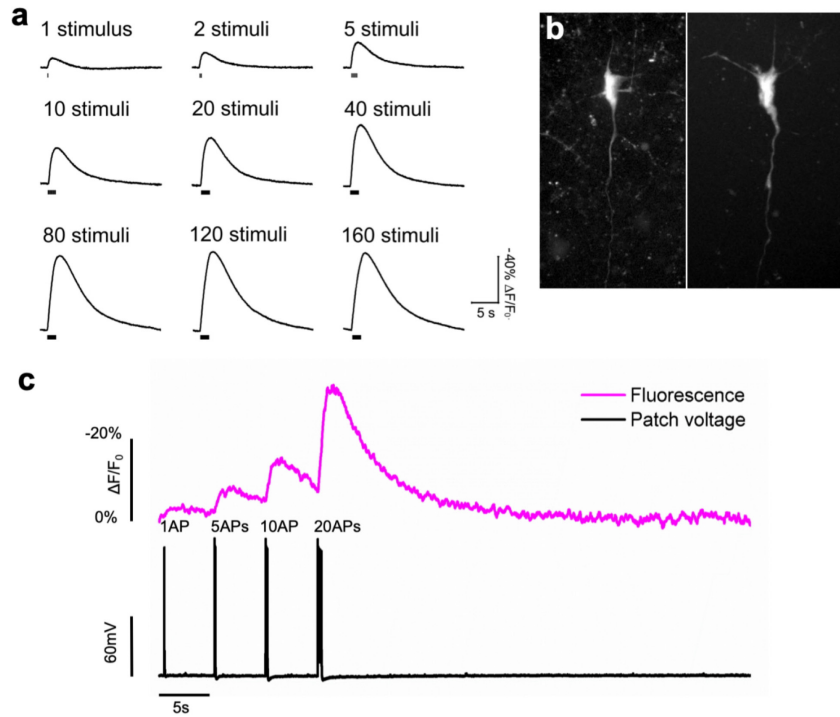 a
1 stimulus 2 stimuli 5 stimuli
10 stimuli 20 stimuli 40 stimuli
80 stimuli 120 stimuli 160 stimuli
-40% ΔF/F₀.
5 s
b
c
Fluorescence
Patch voltage
-20%
ΔF/F₀
0%
1AP 5APs 10AP 20APs
60mV
5s